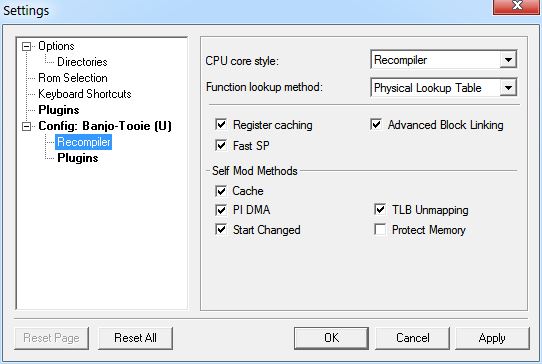 Settings
Options
Directories
Rom Selection
Keyboard Shortcuts
Plugins
Config: Banjo-Tooie (U)
Recompiler
Plugins
CPU core style: Recompiler
Function lookup method: Physical Lookup Table
Register caching Advanced Block Linking
Fast SP
Self Mod Methods
Cache
PI DMA TLB Unmapping
Start Changed Protect Memory
Reset Page Reset All OK Cancel Apply